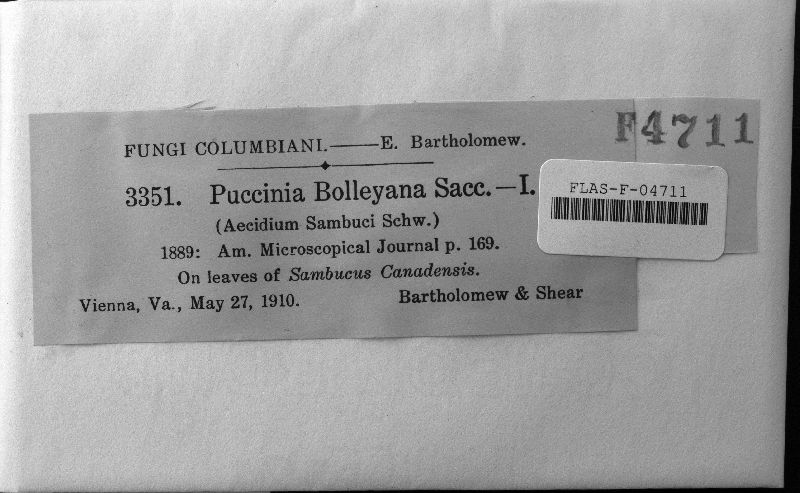 FUNGI COLUMBIANI.——E. Bartholomew.
F4711
3351. Puccinia Bolleyana Sacc.—I.
FLAS-F-04711
(Aecidium Sambuci Schw.)
1889: Am. Microscopical Journal p. 169.
On leaves of Sambucus Canadensis.
Vienna, Va., May 27, 1910. Bartholomew & Shear